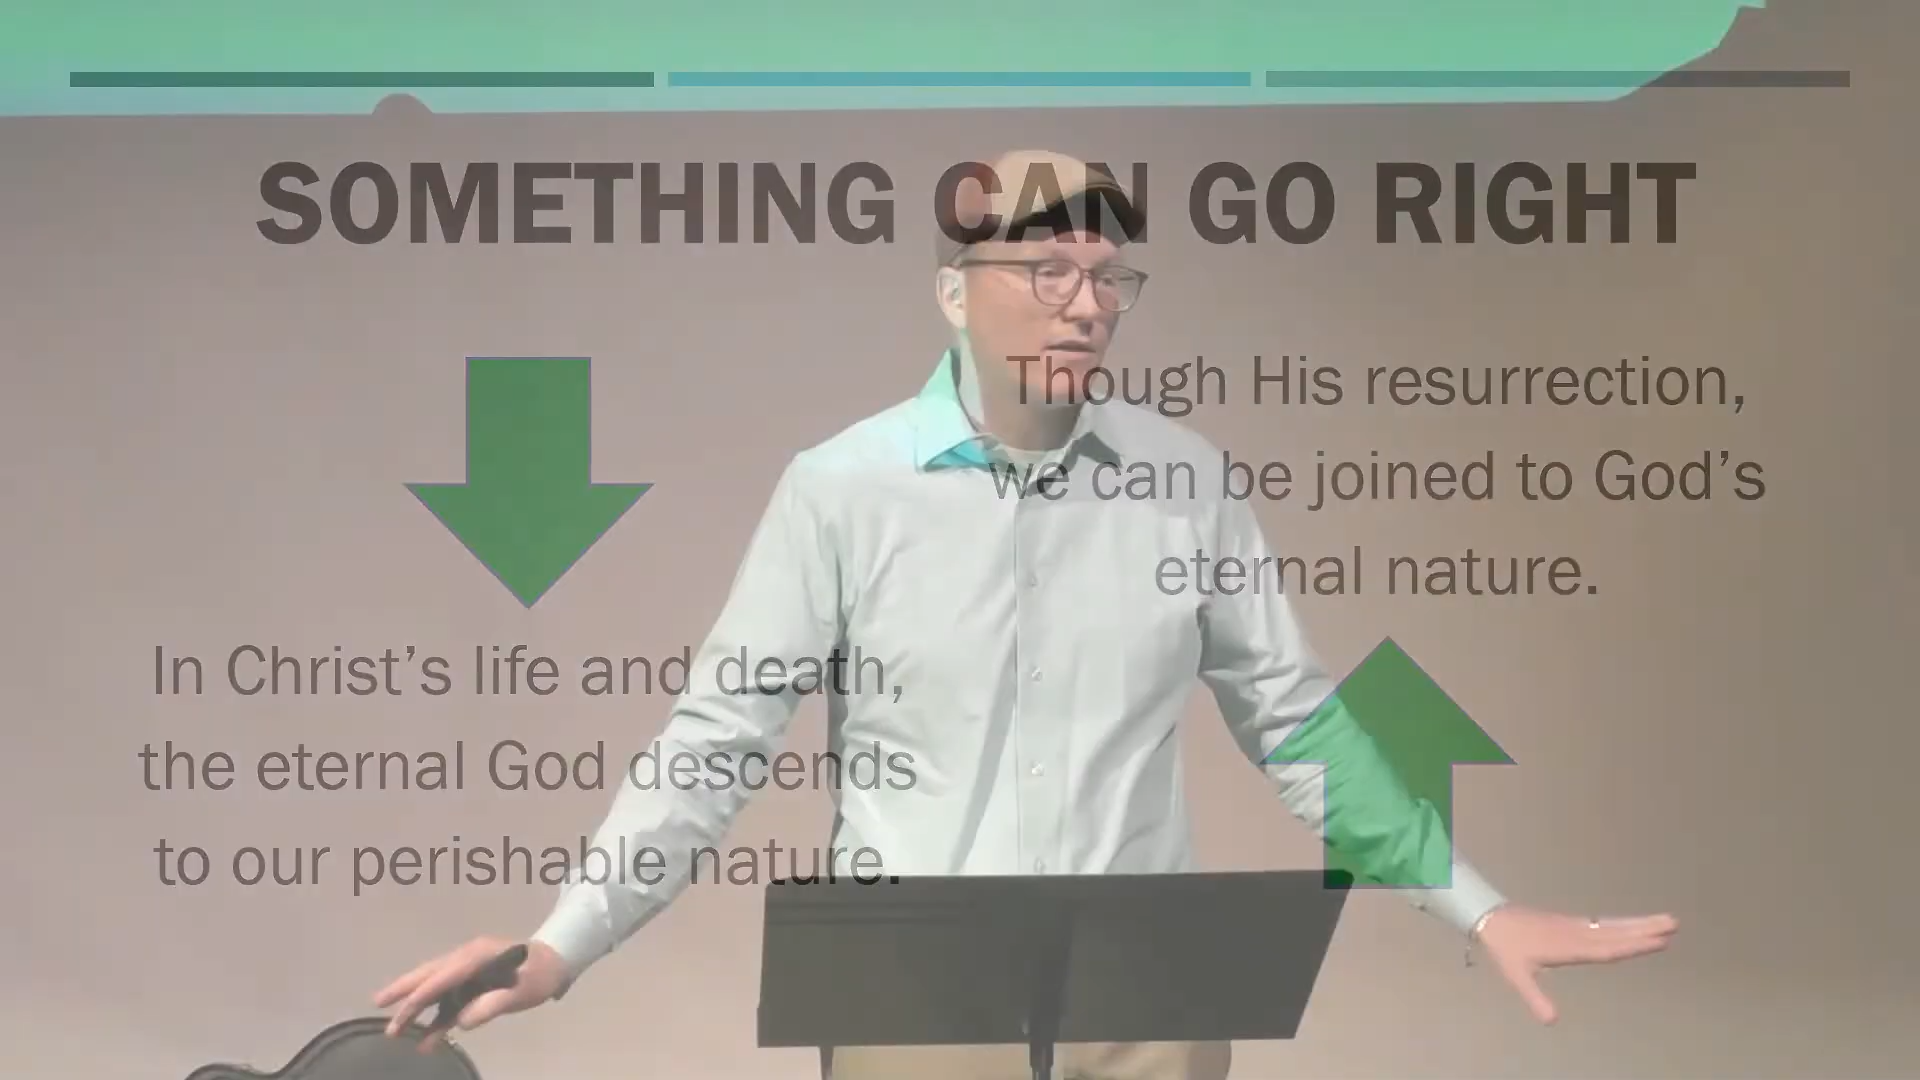 SOMETHING CAN GO RIGHT
In Christ’s life and death,
the eternal God descends
to our perishable nature.
Though His resurrection,
we can be joined to God’s
eternal nature.